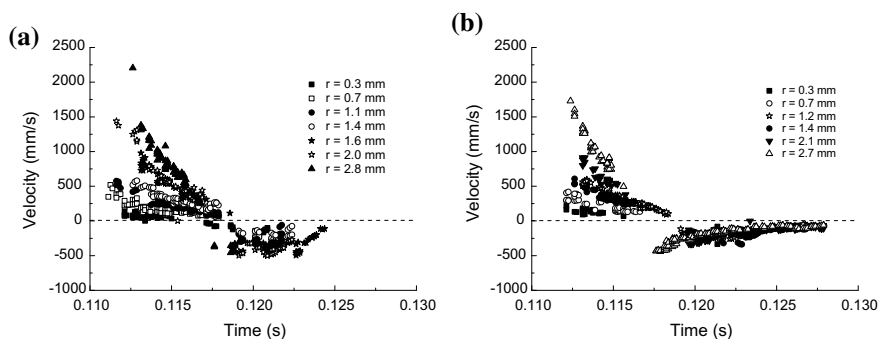 (a)
2500
2000
1500
1000
500
0
-500
-1000
Velocity (mm/s)
r = 0.3 mm
r = 0.7 mm
r = 1.1 mm
r = 1.4 mm
r = 1.6 mm
r = 2.0 mm
r = 2.8 mm
0.110
0.115
0.120
0.125
0.130
Time (s)
(b)
2500
2000
1500
1000
500
0
-500
-1000
Velocity (mm/s)
r = 0.3 mm
r = 0.7 mm
r = 1.2 mm
r = 1.4 mm
r = 2.1 mm
r = 2.7 mm
0.110
0.115
0.120
0.125
0.130
Time (s)